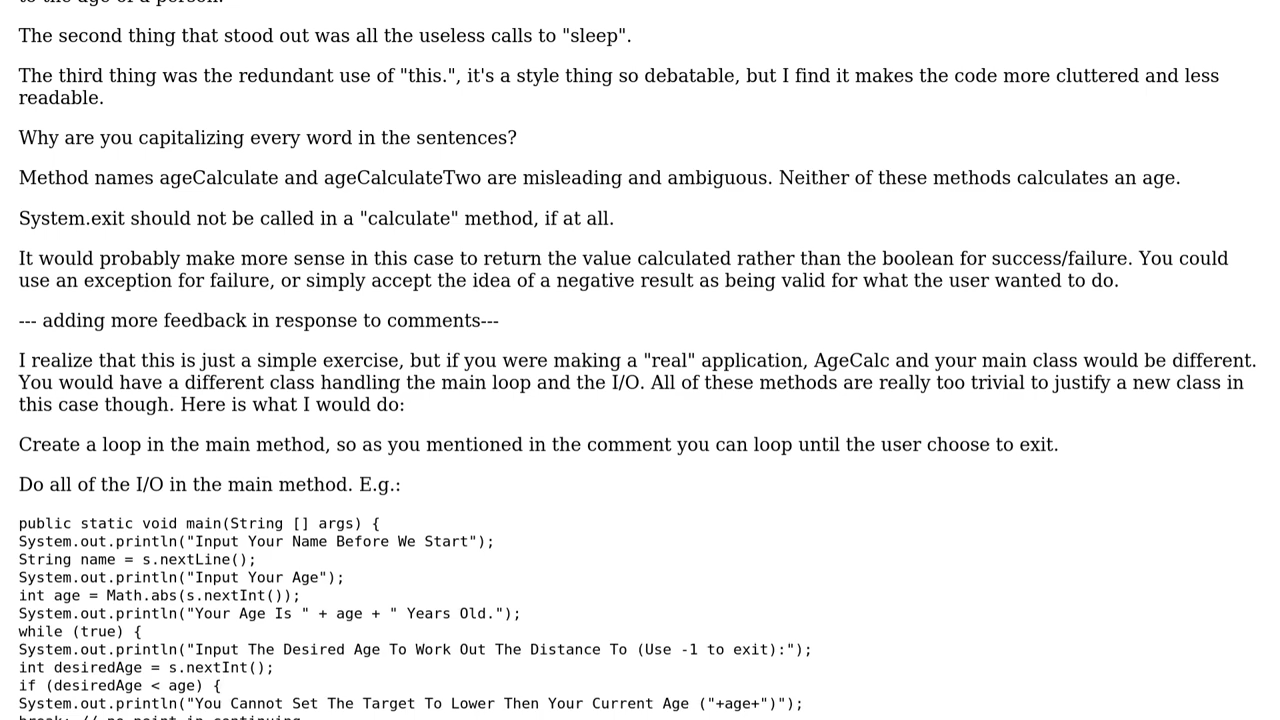 to the age of a person.
The second thing that stood out was all the useless calls to "sleep".
The third thing was the redundant use of "this.", it's a style thing so debatable, but I find it makes the code more cluttered and less
readable.
Why are you capitalizing every word in the sentences?
Method names ageCalculate and ageCalculateTwo are misleading and ambiguous. Neither of these methods calculates an age.
System.exit should not be called in a "calculate" method, if at all.
It would probably make more sense in this case to return the value calculated rather than the boolean for success/failure. You could
use an exception for failure, or simply accept the idea of a negative result as being valid for what the user wanted to do.
--- adding more feedback in response to comments---
I realize that this is just a simple exercise, but if you were making a "real" application, AgeCalc and your main class would be different.
You would have a different class handling the main loop and the I/O. All of these methods are really too trivial to justify a new class in
this case though. Here is what I would do:
Create a loop in the main method, so as you mentioned in the comment you can loop until the user choose to exit.
Do all of the I/O in the main method. E.g.:
public static void main(String [] args) {
System.out.println("Input Your Name Before We Start");
String name = s.nextLine();
System.out.println("Input Your Age");
int age = Math.abs(s.nextInt());
System.out.println("Your Age Is " + age + " Years Old.");
while (true) {
System.out.println("Input The Desired Age To Work Out The Distance To (Use -1 to exit):");
int desiredAge = s.nextInt();
if (desiredAge < age) {
System.out.println("You Cannot Set The Target To Lower Then Your Current Age ("+age+")");
break; // no point in continuing